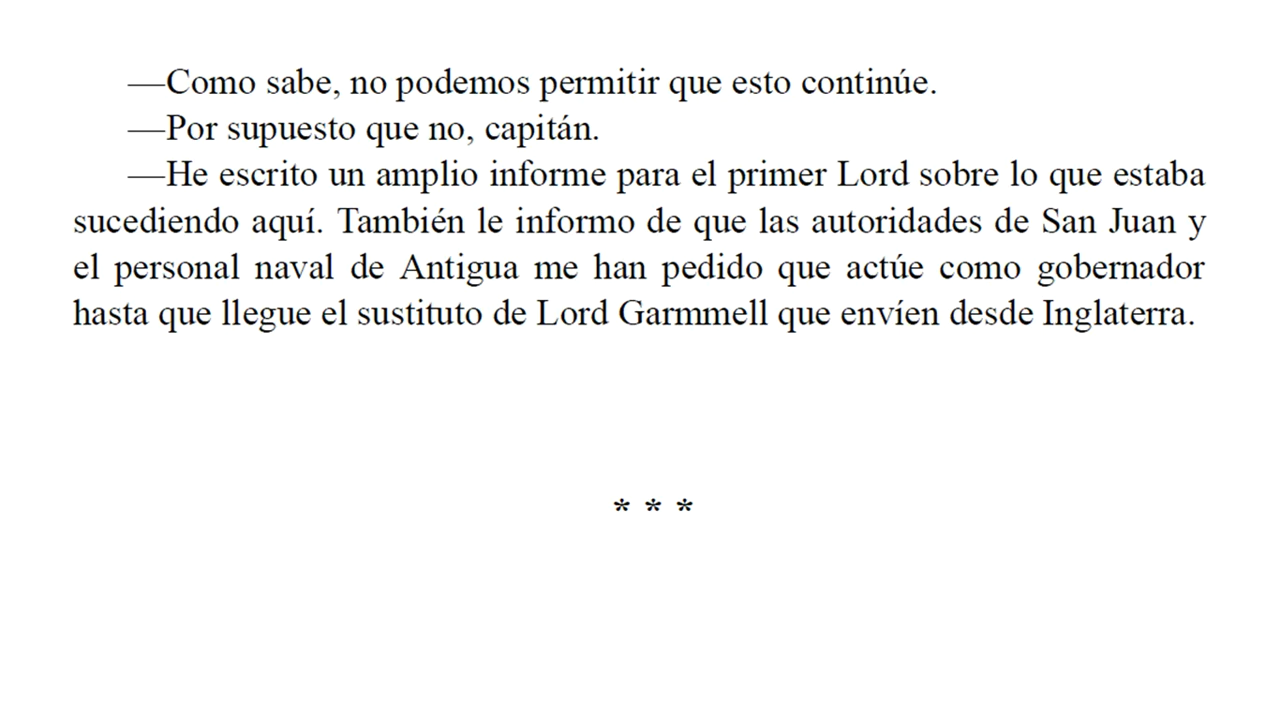 —Como sabe, no podemos permitir que esto continúe.
—Por supuesto que no, capitán.
—He escrito un amplio informe para el primer Lord sobre lo que estaba
sucediendo aquí. También le informo de que las autoridades de San Juan y
el personal naval de Antigua me han pedido que actúe como gobernador
hasta que llegue el sustituto de Lord Garmmell que envíen desde Inglaterra.
* * *